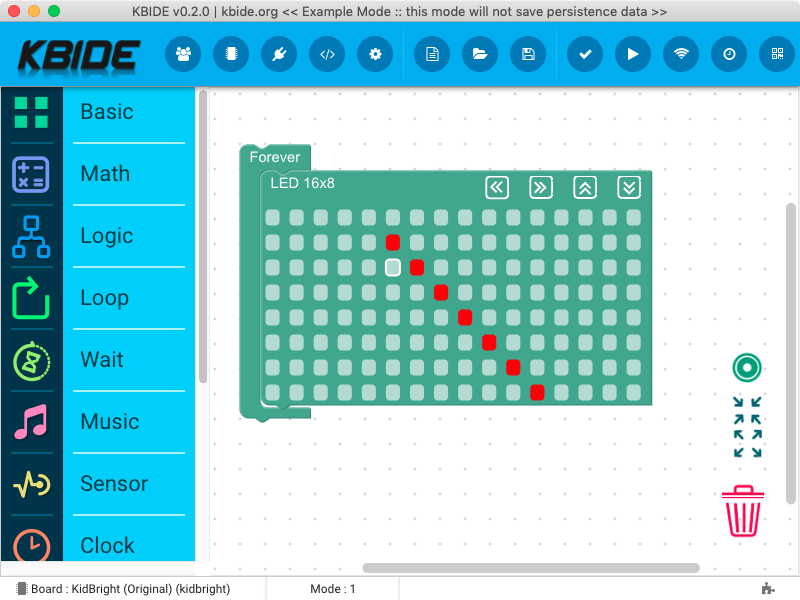 KBIDE v0.2.0 | kbide.org << Example Mode :: this mode will not save persistence data >>
KBIDE
Basic
Math
Logic
Loop
Wait
Music
Sensor
Clock
Forever
LED 16x8
Board : KidBright (Original) (kidbright)
Mode : 1